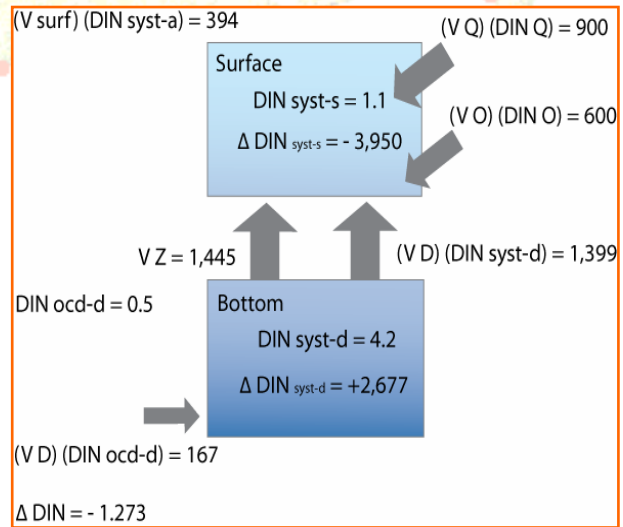 (V surf) (DIN syst-a) = 394
(V Q) (DIN Q) = 900
Surface
DIN syst-s = 1.1
Δ DIN syst-s = - 3,950
(V O) (DIN O) = 600
V Z = 1,445
(V D) (DIN syst-d) = 1,399
DIN ocd-d = 0.5
Bottom
DIN syst-d = 4.2
Δ DIN syst-d = +2,677
(V D) (DIN ocd-d) = 167
Δ DIN = - 1.273